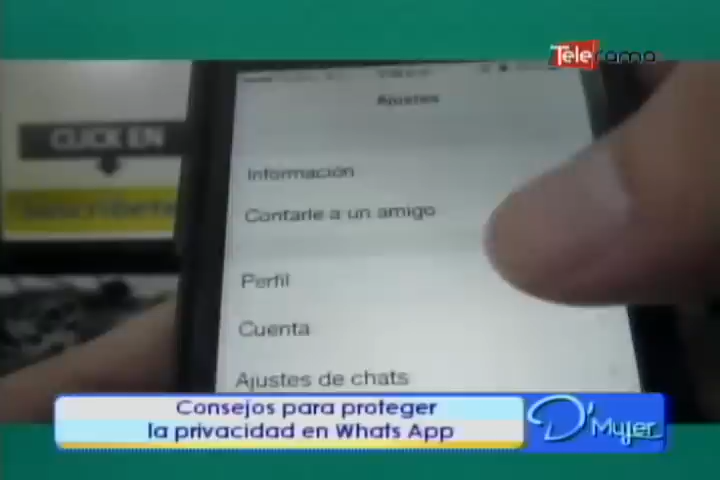 Telerama
Ajustes
CLICK EN
Suscríbete
Información
Contarle a un amigo
Perfil
Cuenta
Ajustes de chats
Consejos para proteger
la privacidad en Whats App
D' Mujer